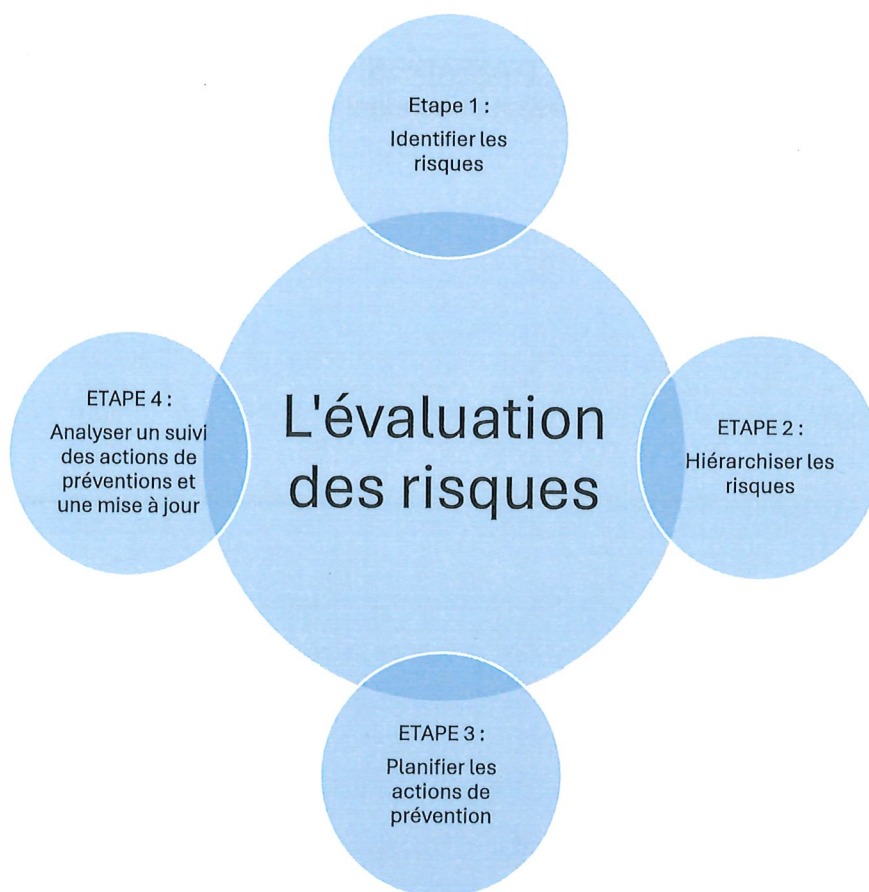 Etape 1 :
Identifier les
risques
L'évaluation
des risques
ETAPE 2 :
Hiérarchiser les
risques
ETAPE 3 :
Planifier les
actions de
prévention
ETAPE 4 :
Analyser un suivi
des actions de
préventions et
une mise à jour